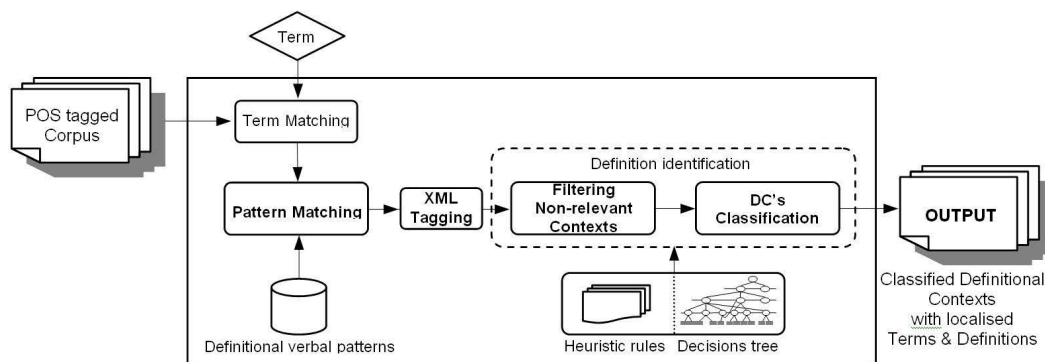 Term
POS tagged
Corpus
Term Matching
Definition identification
Pattern Matching
XML
Tagging
Filtering
Non-relevant
Contexts
DC's
Classification
OUTPUT
Classified Definitional
Contexts
with localised
Terms & Definitions
Definitional verbal patterns
Heuristic rules
Decisions tree